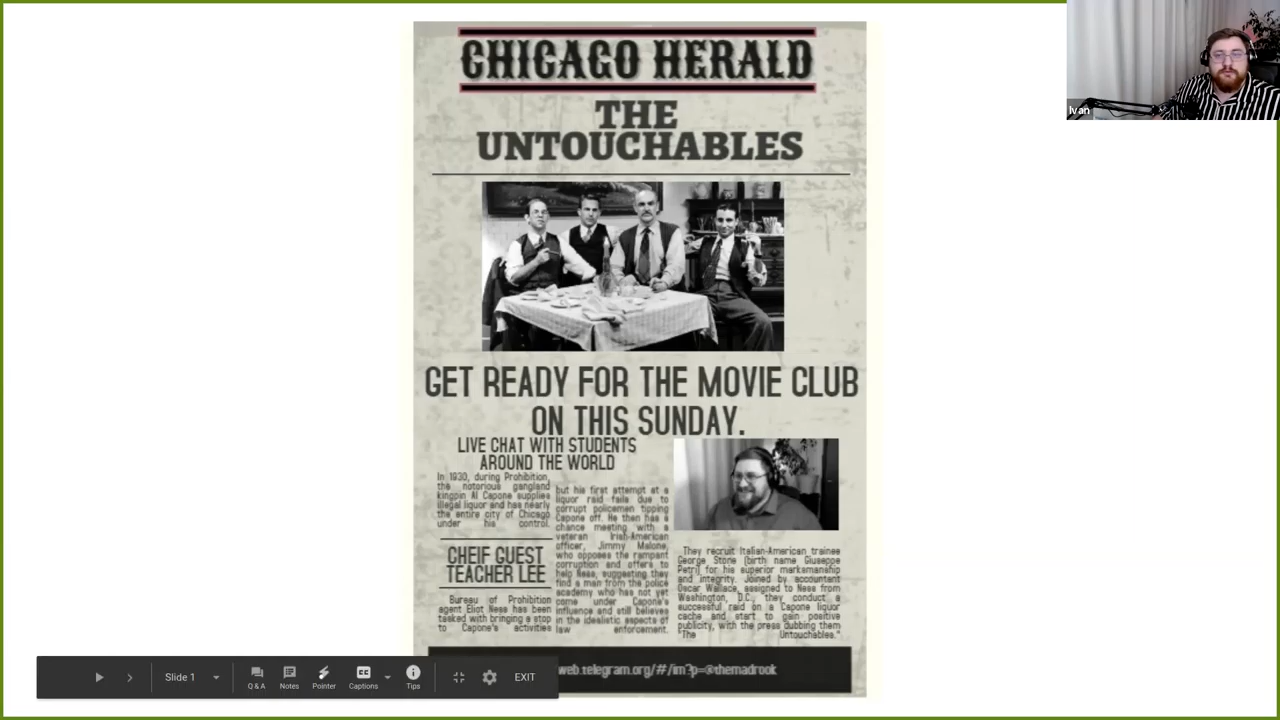 CHICAGO HERALD
THE
UNTOUCHABLES
GET READY FOR THE MOVIE CLUB
ON THIS SUNDAY.
LIVE CHAT WITH STUDENTS
AROUND THE WORLD
In 1930, during Prohibition,
the notorious gangland
kingpin Al Capone supplies
illegal liquor and has nearly
the entire city of Chicago
under his control.
CHEIF GUEST
TEACHER LEE
Bureau of Prohibition
agent Eliot Ness has been
tasked with bringing a stop
to Capone's activities
but his first attempt at a
liquor raid fails due to
corrupt policemen tipping
Capone off. He then has a
chance meeting with a
veteran Irish-American
officer, Jimmy Malone,
who opposes the rampant
corruption and offers to
help Ness, suggesting they
find a man from the police
academy who has not yet
come under Capone's
influence and still believes
in the idealistic aspects of
law enforcement.
They recruit Italian-American trainee
George Stone (birth name Giuseppe
Petri) for his superior marksmanship
and integrity. Joined by accountant
Oscar Wallace, assigned to Ness from
Washington, D.C., they conduct a
successful raid on a Capone liquor
cache and start to gain positive
publicity, with the press dubbing them
"The Untouchables."
web.telegram.org/#/im?p=@themadrook
Ivan
Slide 1
Q & A
Notes
Pointer
Captions
Tips
EXIT